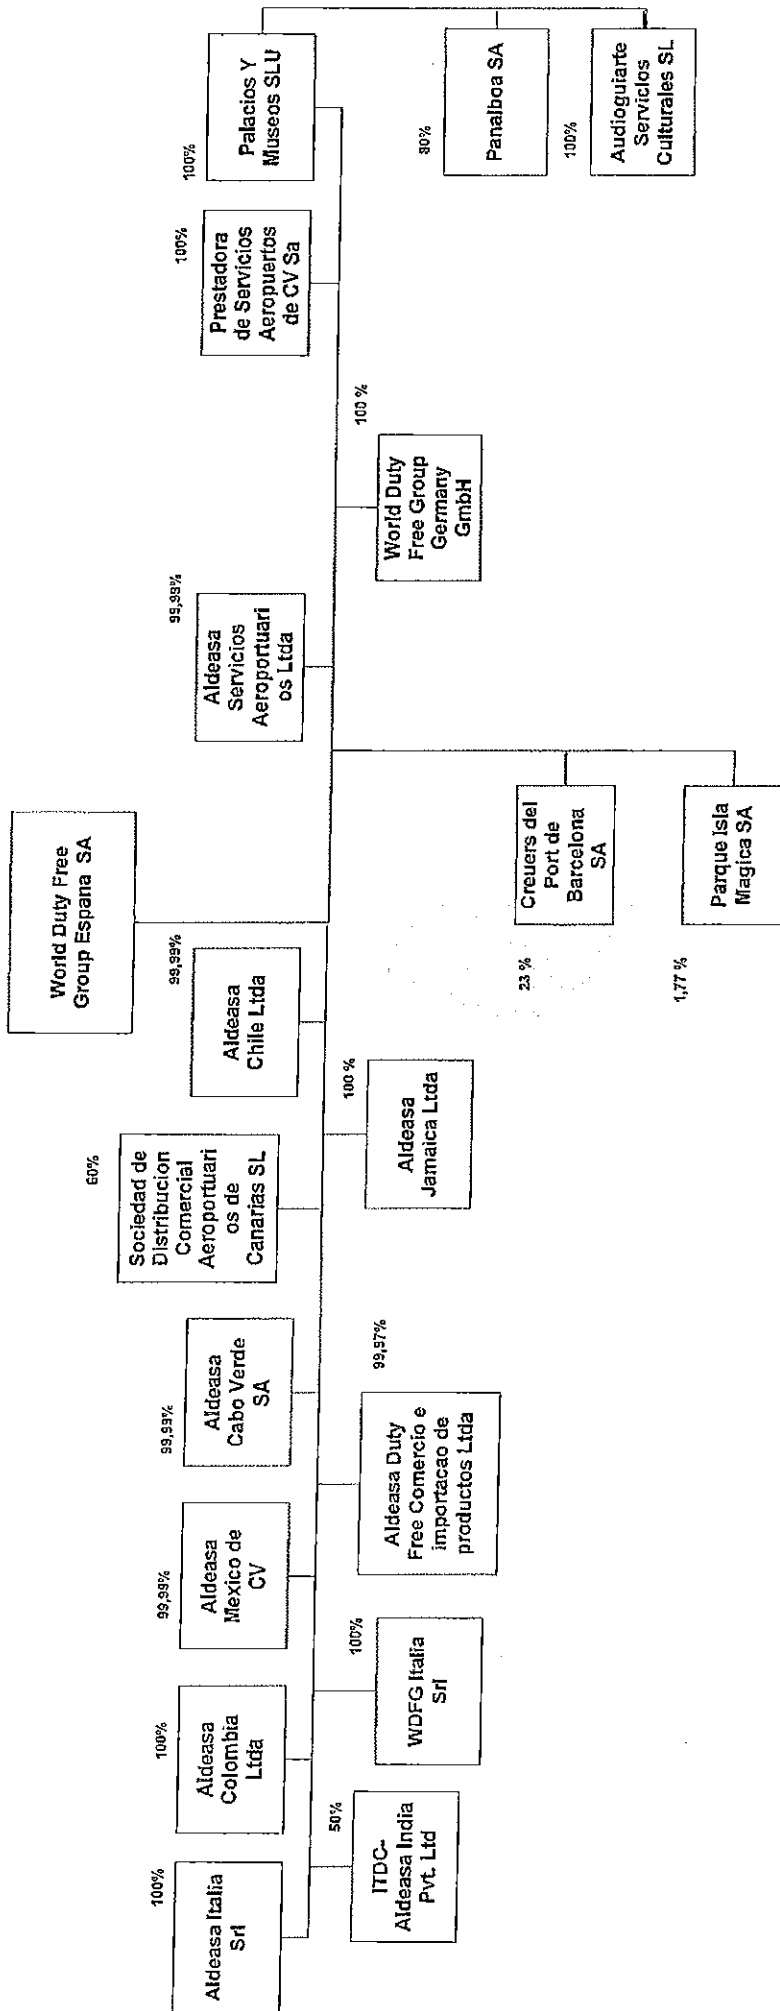 World Duty Free
Group Espana SA
100%
Aldeasa Italia
Srl
100%
Aldeasa
Colombia
Ltda
99,99%
Aldeasa
Mexico de
CV
99,99%
Aldeasa
Cabo Verde
SA
60%
Sociedad de
Distribucion
Comercial
Aeroportuari
os de
Canarias SL
99,99%
Aldeasa
Chile Ltda
99,99%
Aldeasa
Servicios
Aeroportuari
os Ltda
100%
Prestadora
de Servicios
Aeropuertos
de CV Sa
100%
Palacios Y
Museos SLU
50%
ITDC-
Aldeasa India
Pvt. Ltd
100%
WDFG Italia
Srl
99,97%
Aldeasa Duty
Free Comercio e
importacao de
productos Ltda
100 %
Aldeasa
Jamaica Ltda
100 %
World Duty
Free Group
Germany
GmbH
80%
Panalboa SA
23 %
Creuers del
Port de
Barcelona
SA
100%
Audioguiarte
Servicios
Culturales SL
1,77 %
Parque Isla
Magica SA